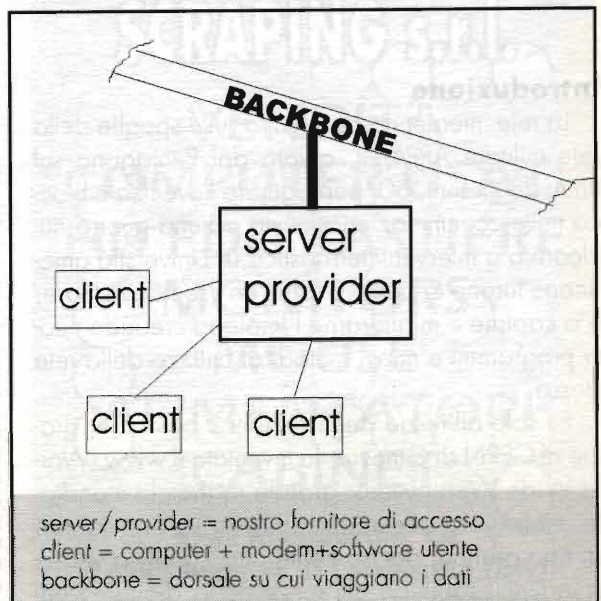 BACKBONE
server
provider
client
client
client
server/provider = nostro fornitore di accesso
client = computer + modem+software utente
backbone = dorsale su cui viaggiano i dati